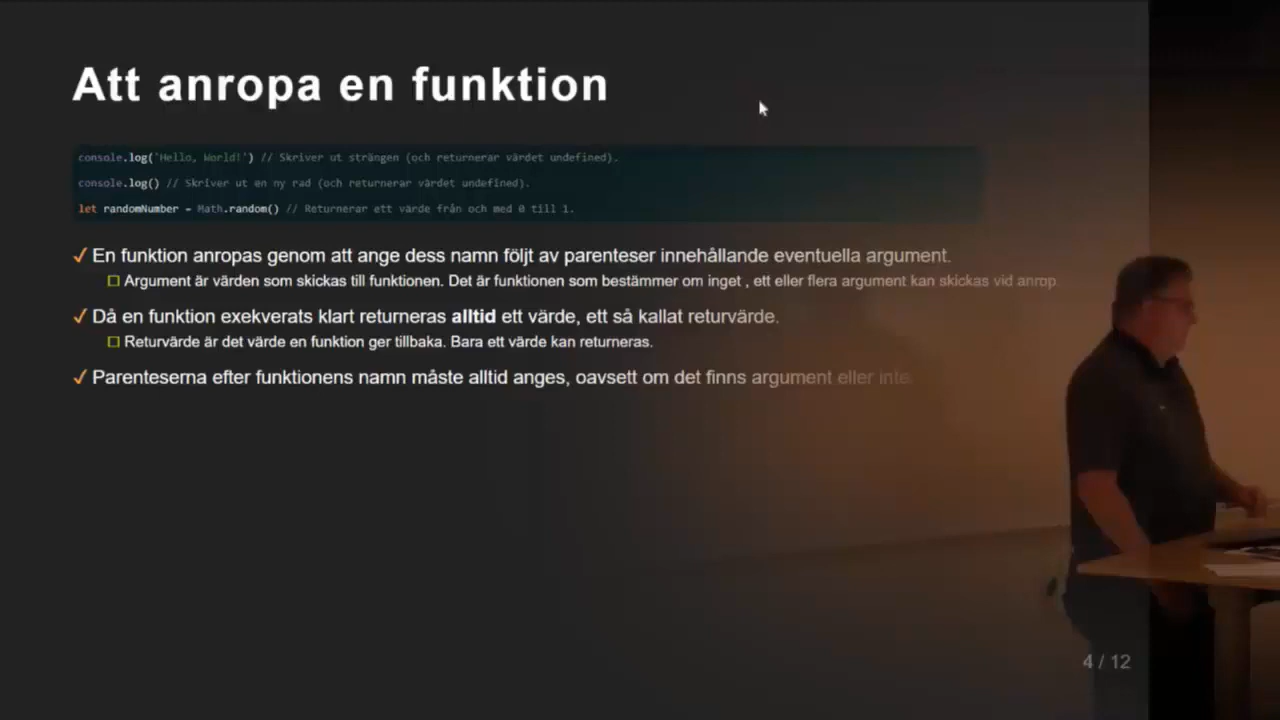 Att anropa en funktion
console.log('Hello, World!') // Skriver ut strängen (och returnerar värdet undefined).
console.log() // Skriver ut en ny rad (och returnerar värdet undefined).
let randomNumber = Math.random() // Returnerar ett värde från och med 0 till 1.
✓ En funktion anropas genom att ange dess namn följt av parenteser innehållande eventuella argument.
☐ Argument är värden som skickas till funktionen. Det är funktionen som bestämmer om inget , ett eller flera argument kan skickas vid anrop.
✓ Då en funktion exekverats klart returneras alltid ett värde, ett så kallat returvärde.
☐ Returvärde är det värde en funktion ger tillbaka. Bara ett värde kan returneras.
✓ Parenteserna efter funktionens namn måste alltid anges, oavsett om det finns argument eller inte.
4 / 12